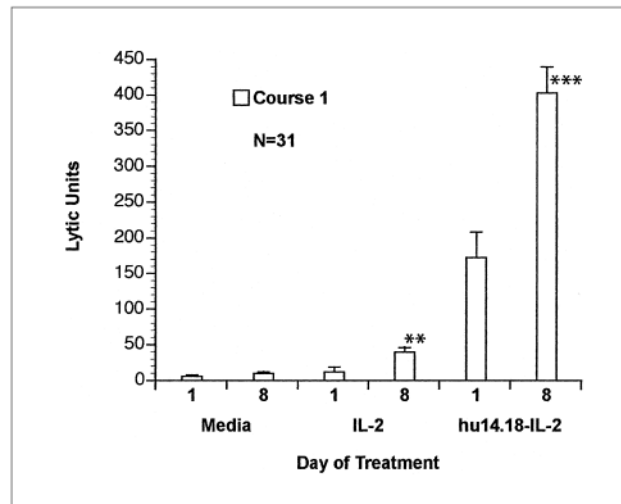 450
400
350
300
250
200
150
100
50
0
Lytic Units
Course 1
N=31
**
***
1 8 1 8 1 8
Media IL-2 hu14.18-IL-2
Day of Treatment